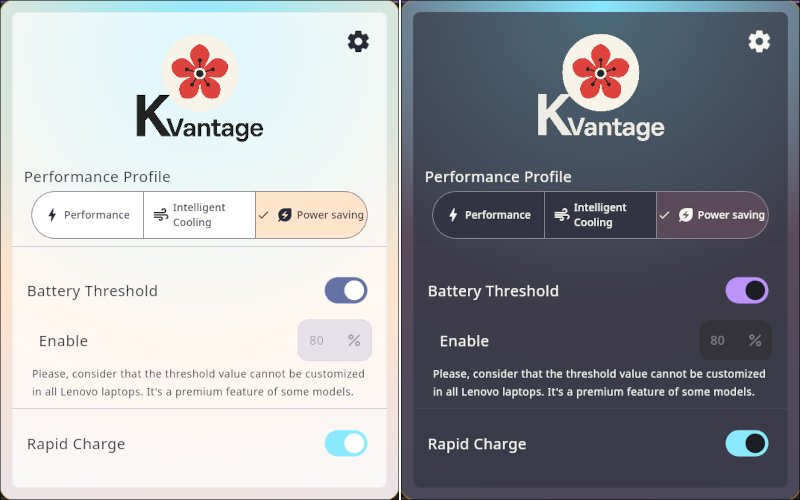 KVantage
Performance Profile
Performance
Intelligent
Cooling
Power saving
Battery Threshold
Enable
80 %
Please, consider that the threshold value cannot be customized
in all Lenovo laptops. It's a premium feature of some models.
Rapid Charge
KVantage
Performance Profile
Performance
Intelligent
Cooling
Power saving
Battery Threshold
Enable
80 %
Please, consider that the threshold value cannot be customized
in all Lenovo laptops. It's a premium feature of some models.
Rapid Charge